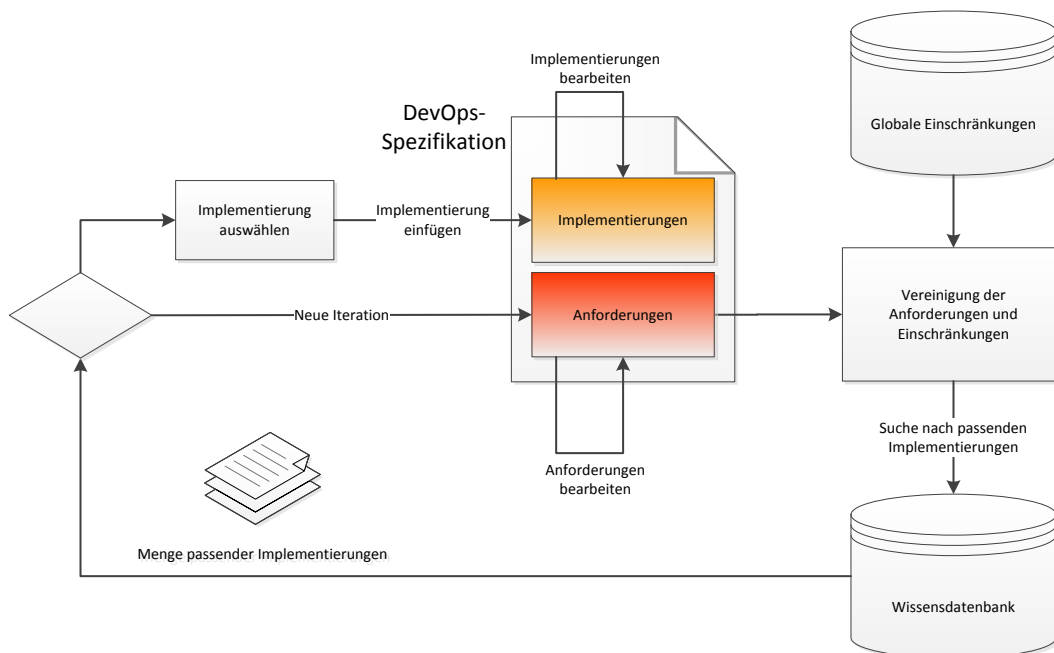 Implementierungen
bearbeiten
DevOps-
Spezifikation
Globale Einschränkungen
Implementierung
auswählen
Implementierung
einfügen
Implementierungen
Neue Iteration
Anforderungen
Vereinigung der
Anforderungen und
Einschränkungen
Suche nach passenden
Implementierungen
Anforderungen
bearbeiten
Menge passender Implementierungen
Wissensdatenbank